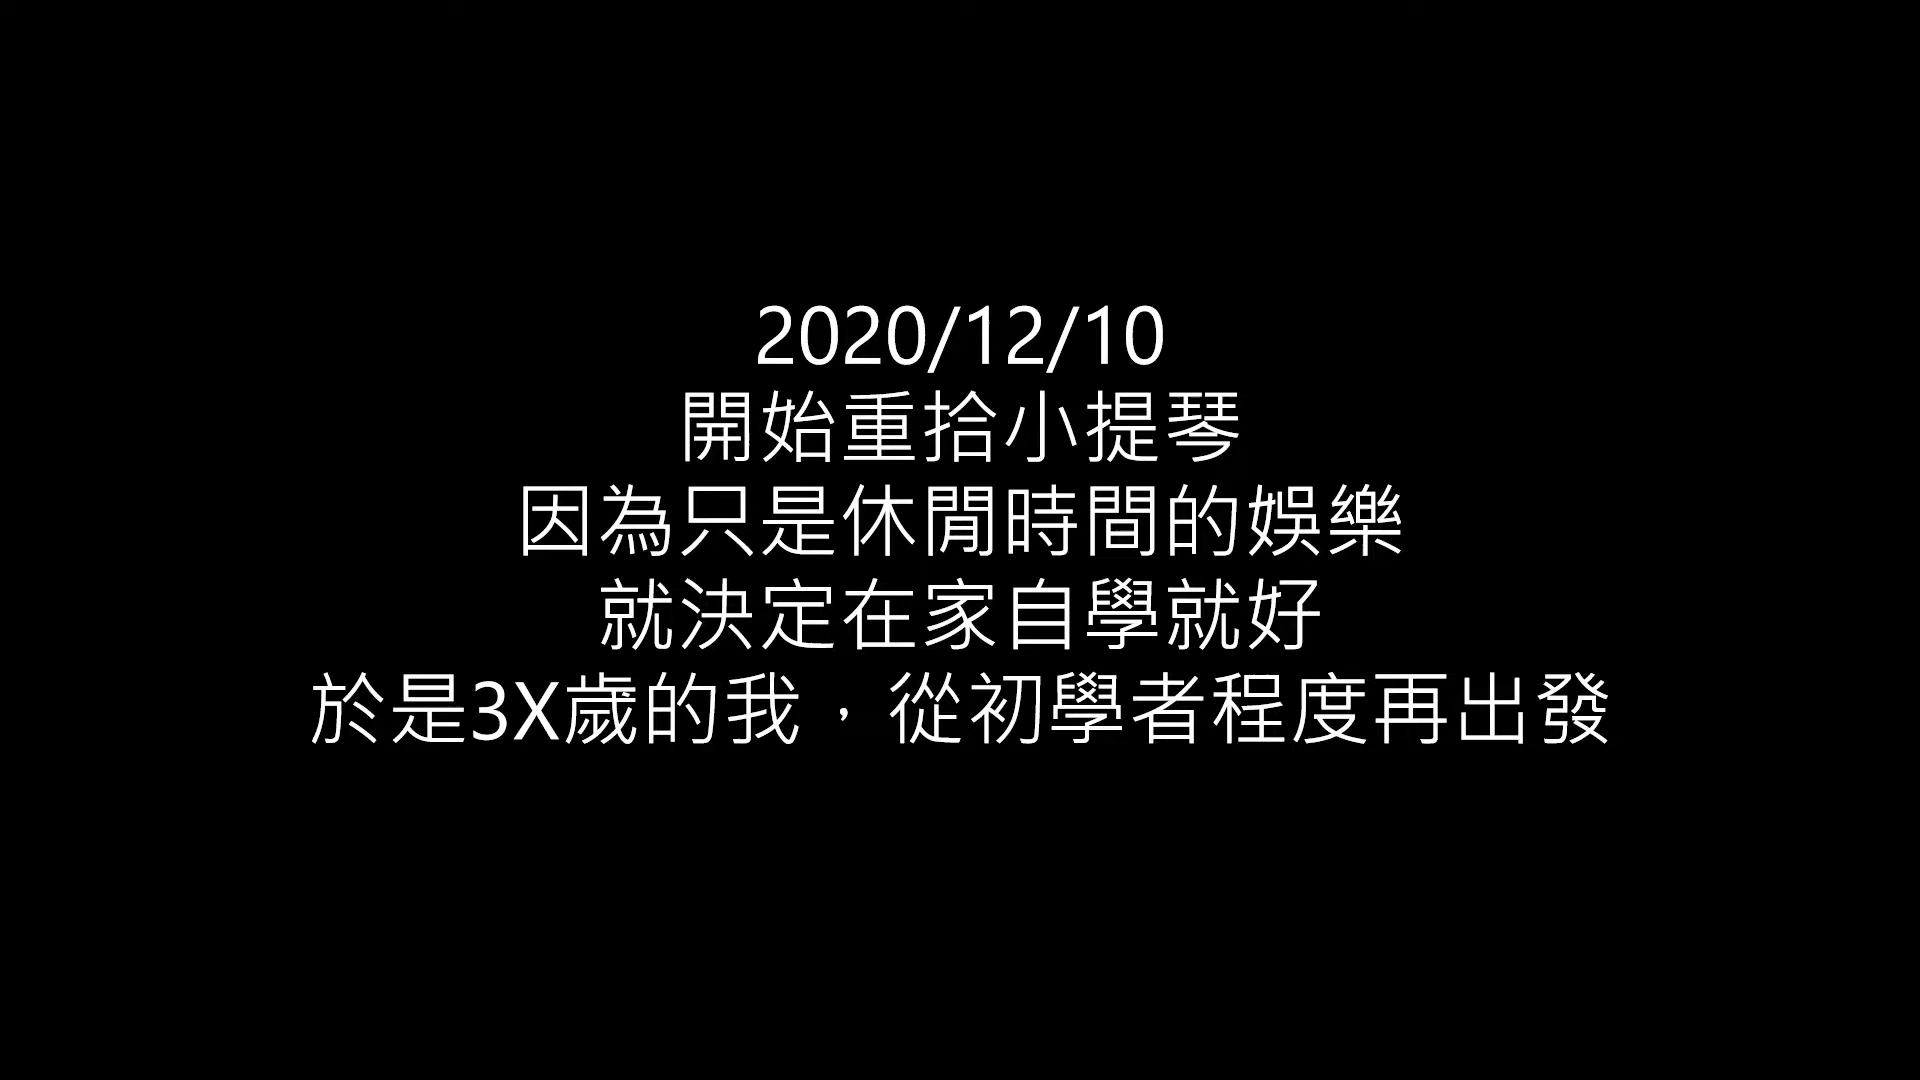 2020/12/10
開始重拾小提琴
因為只是休閒時間的娛樂
就決定在家自學就好
於是3X歲的我，從初學者程度再出發